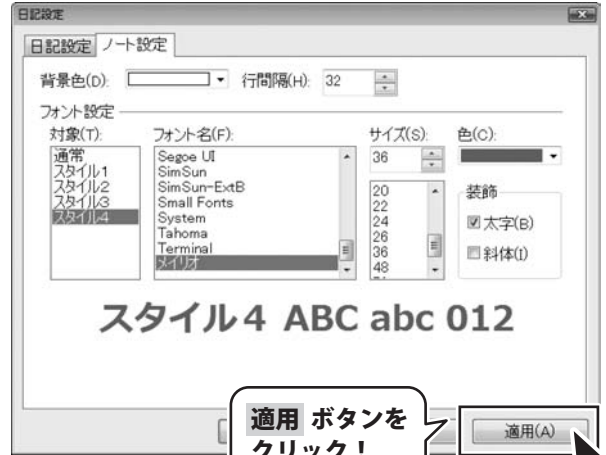 日記設定
日記設定 ノート設定
背景色(D): 行間隔(H): 32
フォント設定
対象(T): フォント名(F): サイズ(S): 色(C):
通常
スタイル1
スタイル2
スタイル3
スタイル4
Segoe UI
SimSun
SimSun-ExtB
Small Fonts
System
Tahoma
Terminal
メイリオ
36
20
22
24
26
36
48
装飾
太字(B)
斜体(I)
スタイル4 ABC abc 012
適用 ボタンを
クリック!
適用(A)